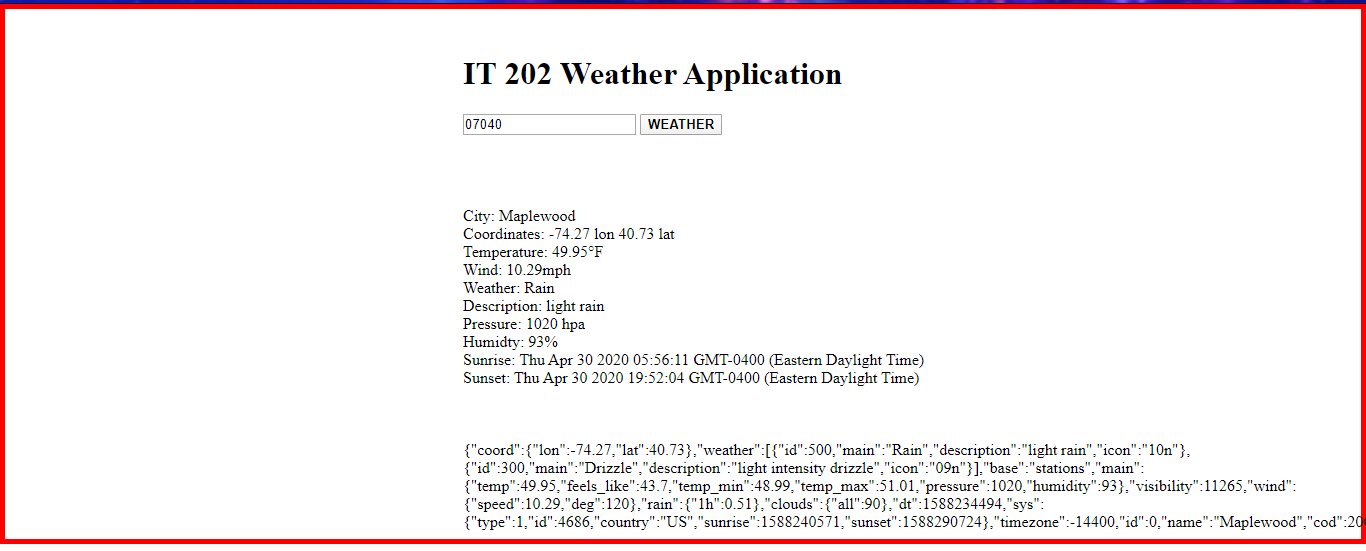 IT 202 Weather Application
07040 WEATHER
City: Maplewood
Coordinates: -74.27 lon 40.73 lat
Temperature: 49.95°F
Wind: 10.29mph
Weather: Rain
Description: light rain
Pressure: 1020 hpa
Humidty: 93%
Sunrise: Thu Apr 30 2020 05:56:11 GMT-0400 (Eastern Daylight Time)
Sunset: Thu Apr 30 2020 19:52:04 GMT-0400 (Eastern Daylight Time)
{"coord":{"lon":-74.27,"lat":40.73},"weather":[{"id":500,"main":"Rain","description":"light rain","icon":"10n"},
{"id":300,"main":"Drizzle","description":"light intensity drizzle","icon":"09n"}],"base":"stations","main":
{"temp":49.95,"feels_like":43.7,"temp_min":48.99,"temp_max":51.01,"pressure":1020,"humidity":93},"visibility":11265,"wind":
{"speed":10.29,"deg":120},"rain":{"1h":0.51},"clouds":{"all":90},"dt":1588234494,"sys":
{"type":1,"id":4686,"country":"US","sunrise":1588240571,"sunset":1588290724},"timezone":-14400,"id":0,"name":"Maplewood","cod":